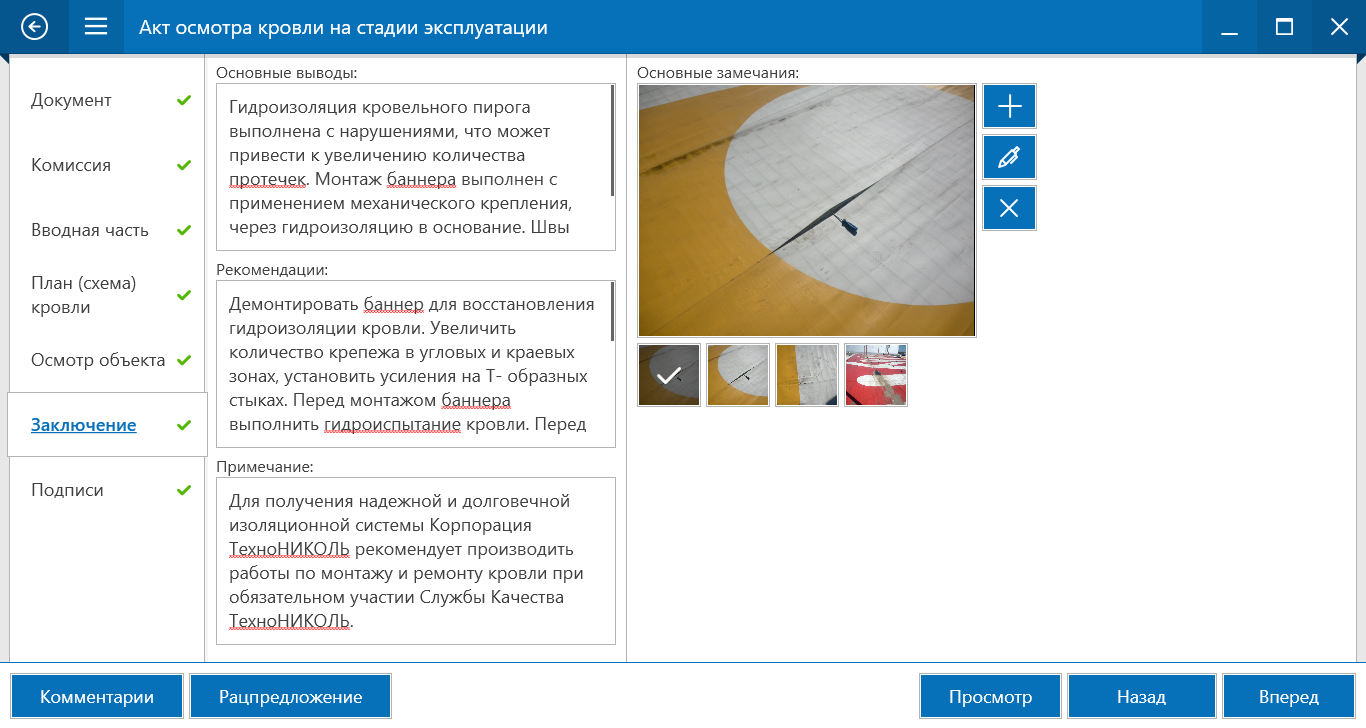 Акт осмотра кровли на стадии эксплуатации
Документ
Комиссия
Вводная часть
План (схема)
кровли
Осмотр объекта
Заключение
Подписи
Основные выводы:
Гидроизоляция кровельного пирога
выполнена с нарушениями, что может
привести к увеличению количества
протечек. Монтаж баннера выполнен с
применением механического крепления,
через гидроизоляцию в основание. Швы
Рекомендации:
Демонтировать баннер для восстановления
гидроизоляции кровли. Увеличить
количество крепежа в угловых и краевых
зонах, установить усиления на Т- образных
стыках. Перед монтажом баннера
выполнить гидроиспытание кровли. Перед
Примечание:
Для получения надежной и долговечной
изоляционной системы Корпорация
ТехноНИКОЛЬ рекомендует производить
работы по монтажу и ремонту кровли при
обязательном участии Службы Качества
ТехноНИКОЛЬ.
Основные замечания:
Комментарии
Рацпредложение
Просмотр
Назад
Вперед